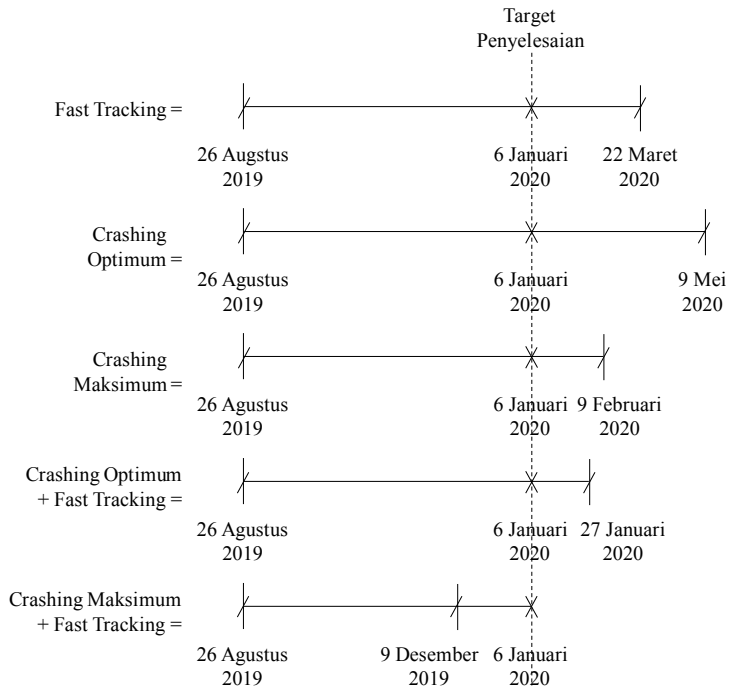 Target
Penyelesaian
Fast Tracking =
26 Augstus
2019
6 Januari
2020
22 Maret
2020
Crashing
Optimum =
26 Agustus
2019
6 Januari
2020
9 Mei
2020
Crashing
Maksimum =
26 Agustus
2019
6 Januari
2020
9 Februari
2020
Crashing Optimum
+ Fast Tracking =
26 Agustus
2019
6 Januari
2020
27 Januari
2020
Crashing Maksimum
+ Fast Tracking =
26 Agustus
2019
9 Desember
2019
6 Januari
2020